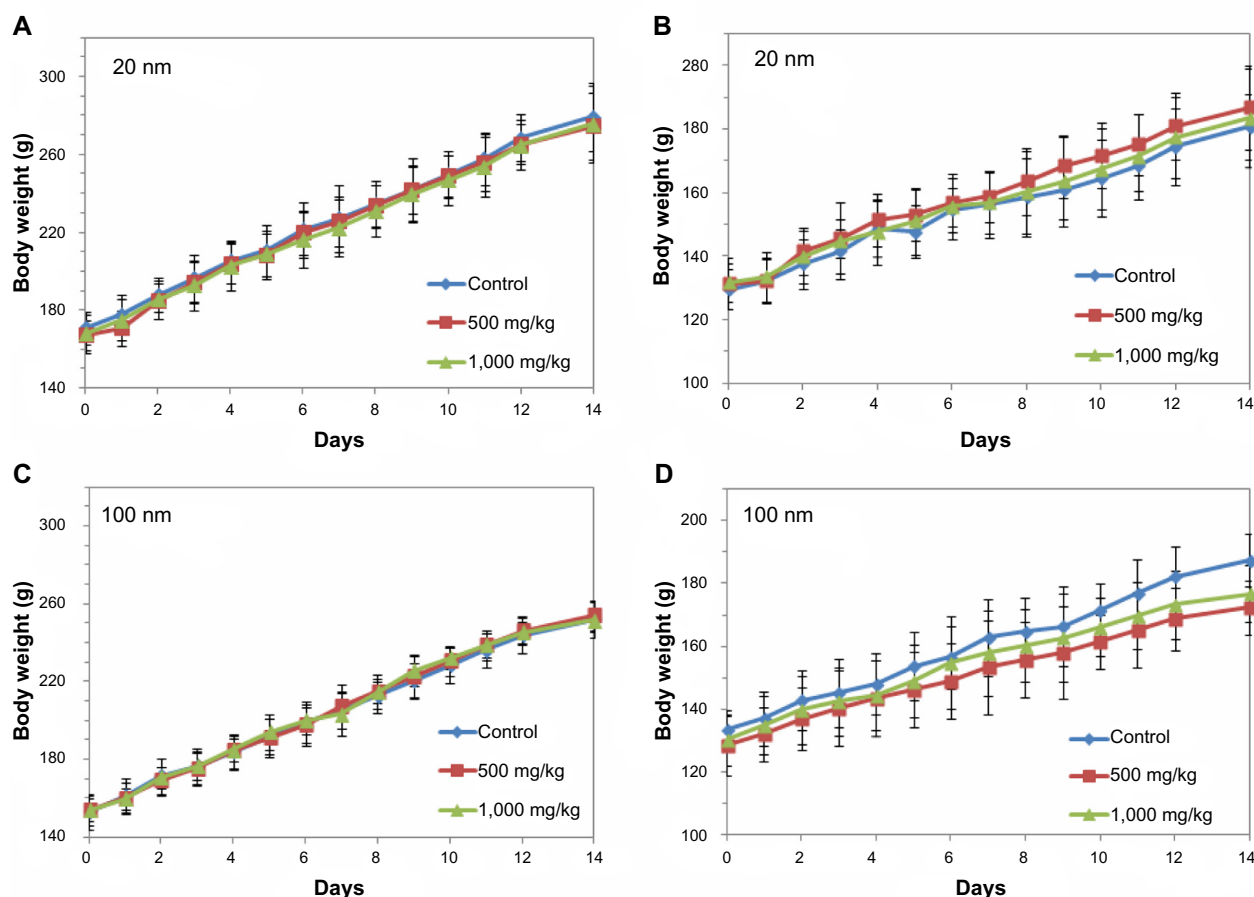 A
20 nm
Body weight (g)
300
260
220
180
140
Control
500 mg/kg
1,000 mg/kg
0 2 4 6 8 10 12 14
Days
B
20 nm
Body weight (g)
280
180
160
140
120
100
Control
500 mg/kg
1,000 mg/kg
0 2 4 6 8 10 12 14
Days
C
100 nm
Body weight (g)
300
260
220
180
140
Control
500 mg/kg
1,000 mg/kg
0 2 4 6 8 10 12 14
Days
D
100 nm
Body weight (g)
200
180
160
140
120
100
Control
500 mg/kg
1,000 mg/kg
0 2 4 6 8 10 12 14
Days